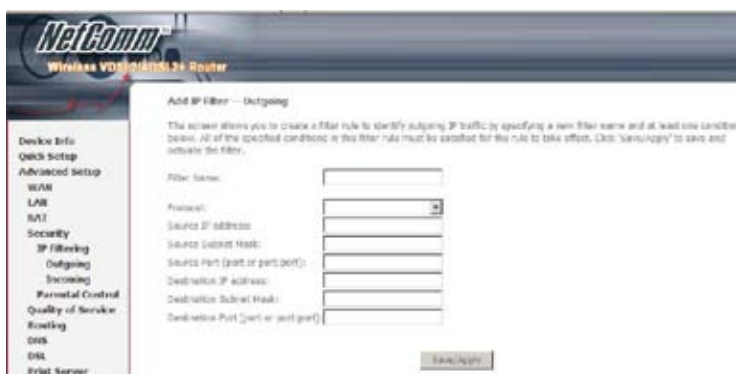 NetComm
Wireless VDSL2/ADSL2+ Router
Add IP Filter -- Outgoing
The screen allows you to create a filter rule to identify outgoing IP traffic by specifying a new filter name and at least one condition
below. All of the specified conditions in this filter rule must be satisfied for the rule to take effect. Click 'Save/Apply' to save and
activate the filter.
Filter Name:
Protocol:
Source IP address:
Source Subnet Mask:
Source Port (port or port:port):
Destination IP address:
Destination Subnet Mask:
Destination Port (port or port:port):
Save/Apply
Device Info
Quick Setup
Advanced Setup
WAN
LAN
NAT
Security
IP Filtering
Outgoing
Incoming
Parental Control
Quality of Service
Routing
DNS
DSL
Print Server